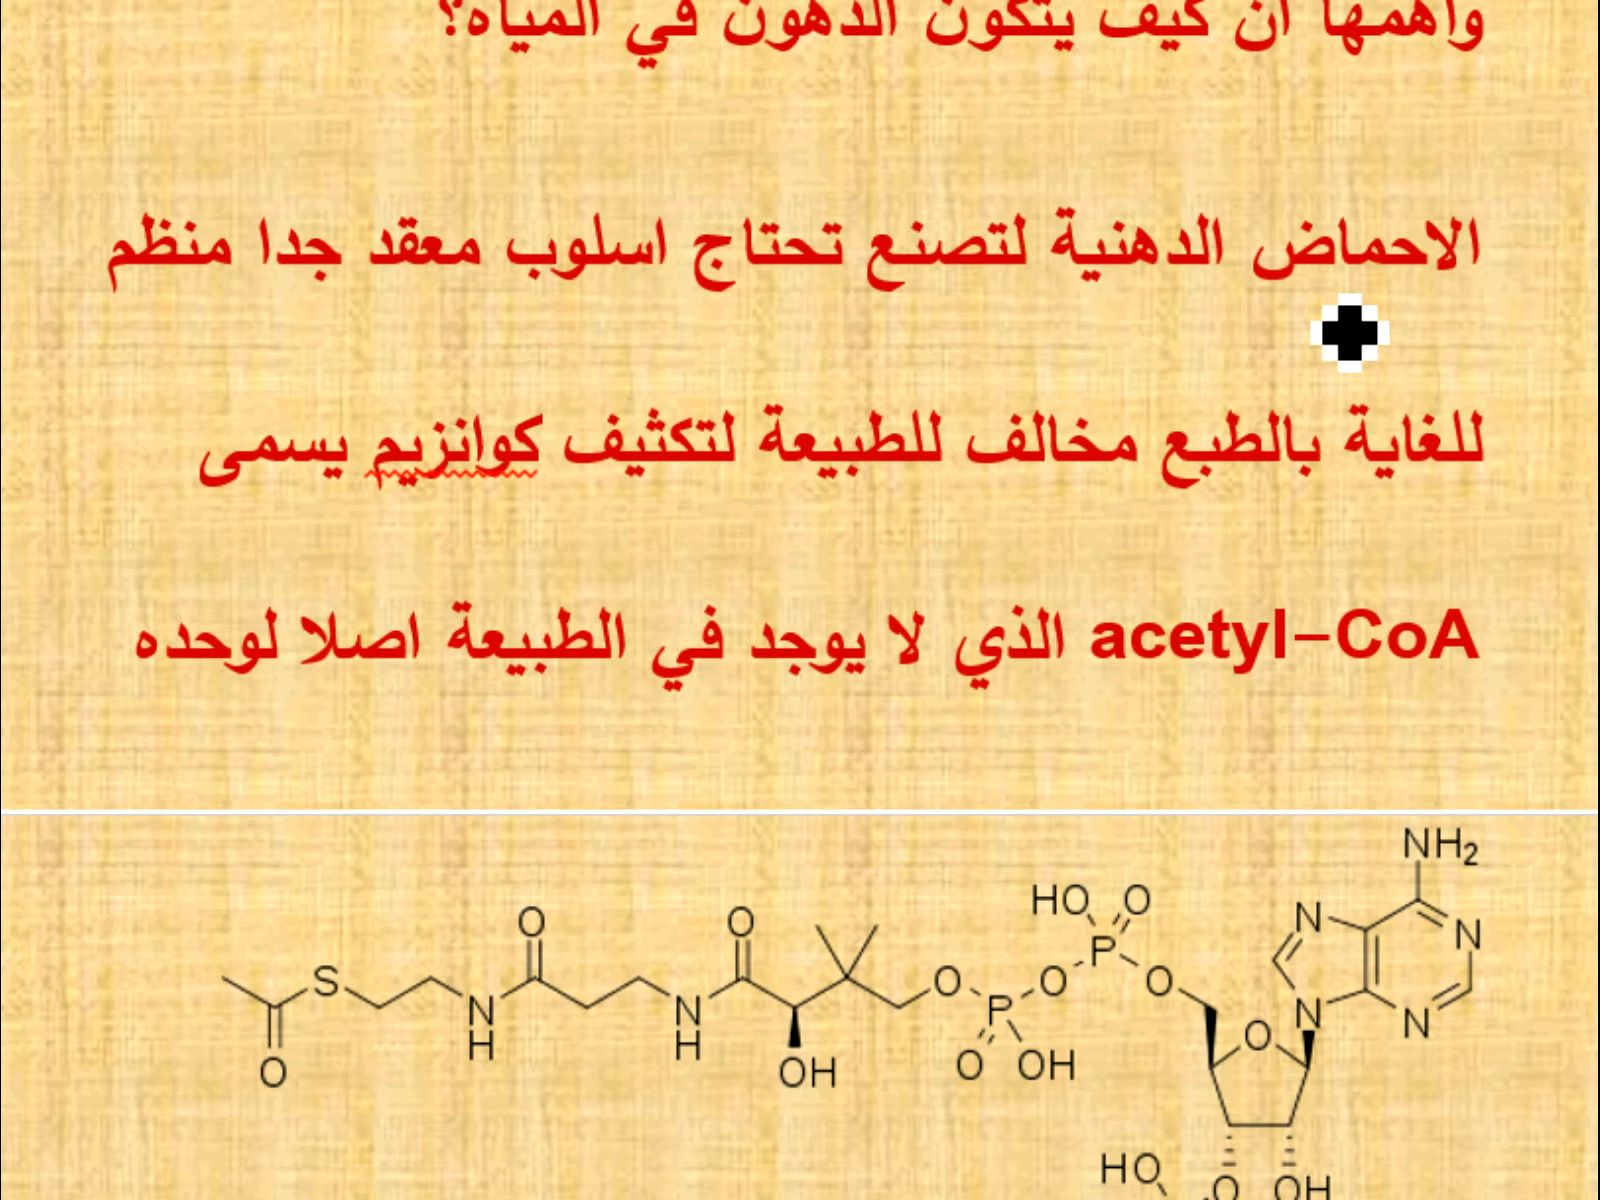 واهمها ان كيف يتكون الدهون في المياه؟
الاحماض الدهنية لتصنع تحتاج اسلوب معقد جدا منظم
للغاية بالطبع مخالف للطبيعة لتكثيف كوانزيم يسمى
acetyl-CoA الذي لا يوجد في الطبيعة اصلا لوحده
NH2
HO O N N
O O P
S O O O N N
N N P
H H O
O OH O OH
HO O OH